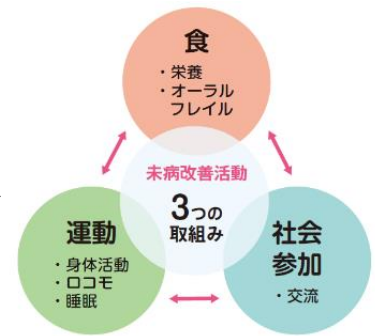 食
・栄養
・オーラル
フレイル
未病改善活動
3つの
取組み
運動
・身体活動
・ロコモ
・睡眠
社会
参加
・交流